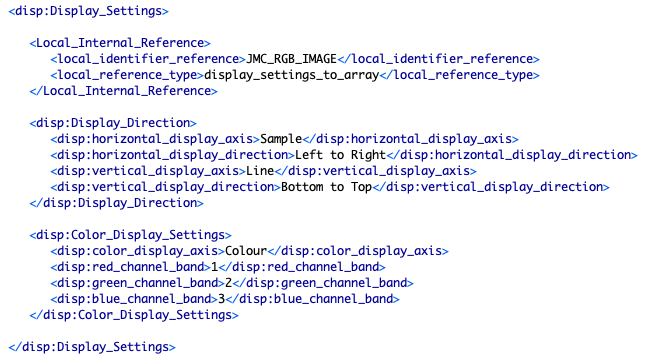 <disp:Display_Settings>
<Local_Internal_Reference>
<local_identifier_reference>JMC_RGB_IMAGE</local_identifier_reference>
<local_reference_type>display_settings_to_array</local_reference_type>
</Local_Internal_Reference>
<disp:Display_Direction>
<disp:horizontal_display_axis>Sample</disp:horizontal_display_axis>
<disp:horizontal_display_direction>Left to Right</disp:horizontal_display_direction>
<disp:vertical_display_axis>Line</disp:vertical_display_axis>
<disp:vertical_display_direction>Bottom to Top</disp:vertical_display_direction>
</disp:Display_Direction>
<disp:Color_Display_Settings>
<disp:color_display_axis>Colour</disp:color_display_axis>
<disp:red_channel_band>1</disp:red_channel_band>
<disp:green_channel_band>2</disp:green_channel_band>
<disp:blue_channel_band>3</disp:blue_channel_band>
</disp:Color_Display_Settings>
</disp:Display_Settings>